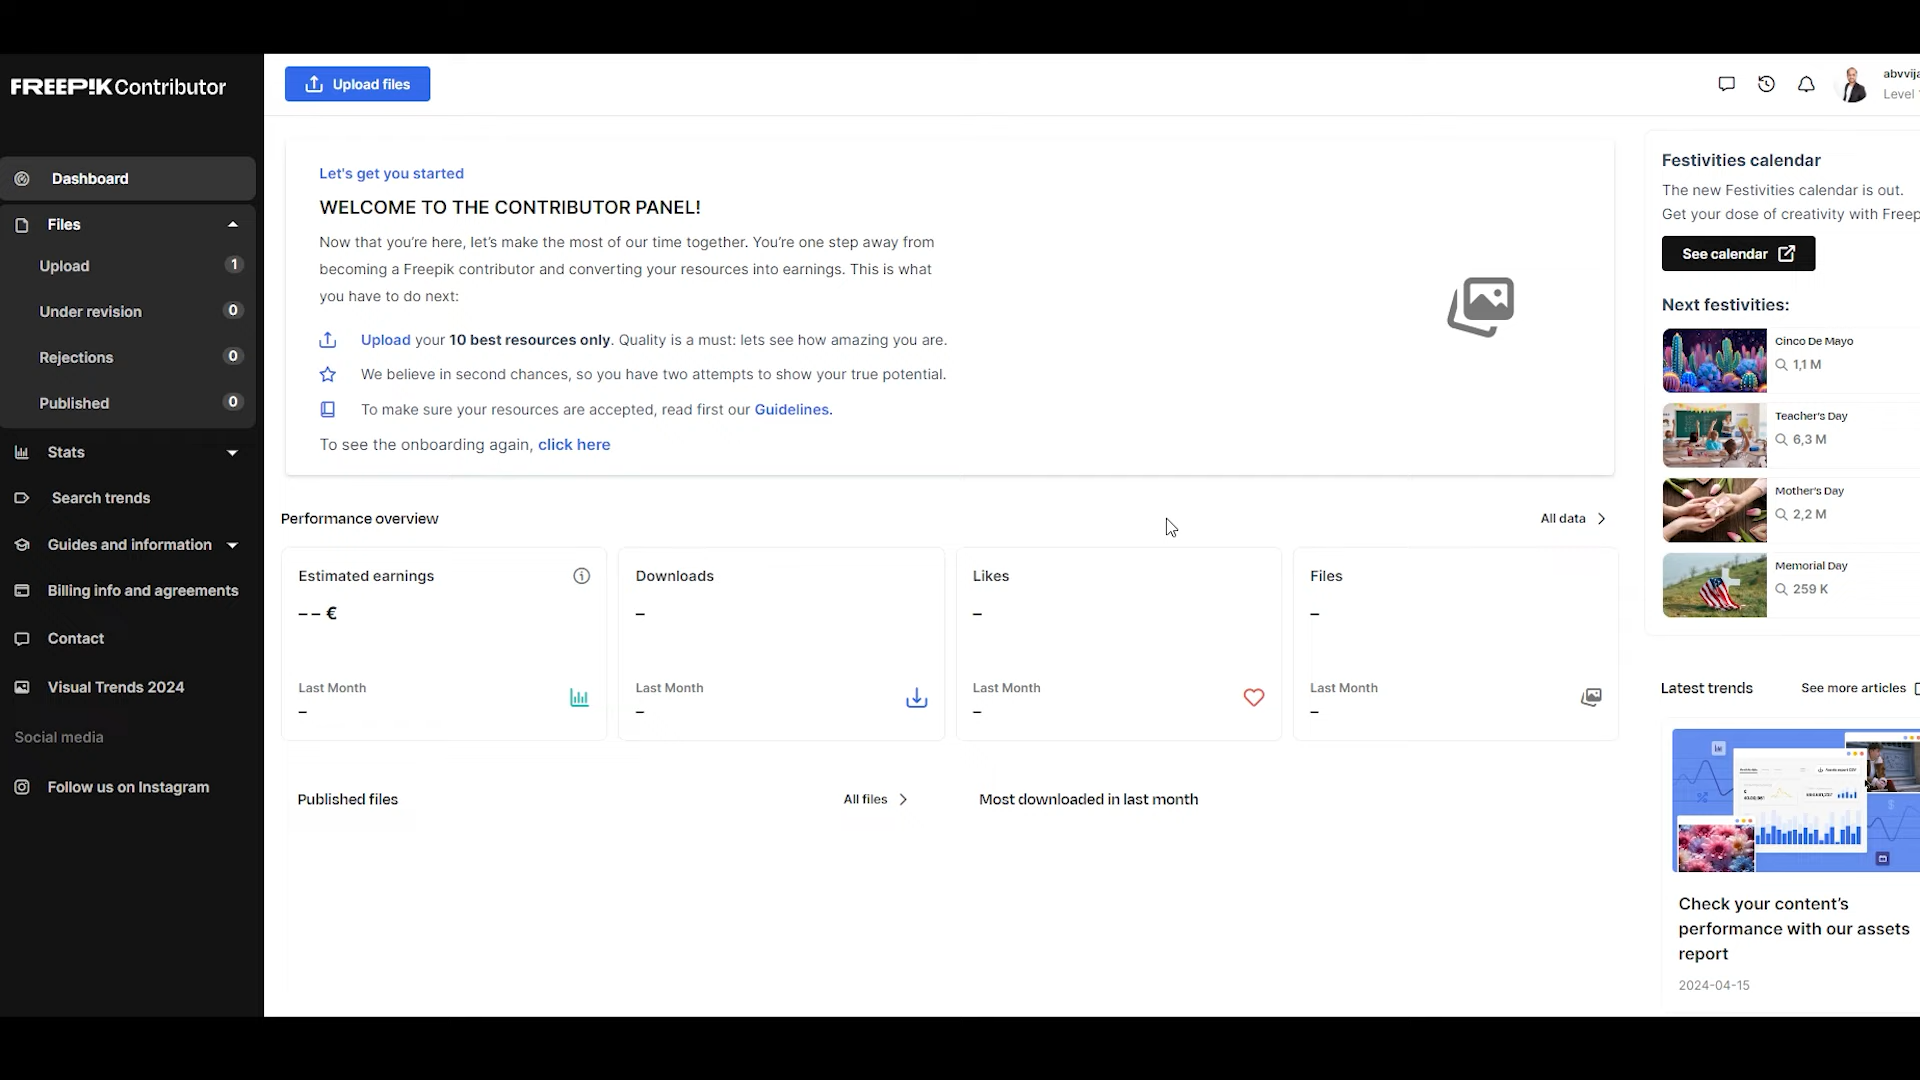 FREEP!K Contributor
Dashboard
Files
Upload 1
Under revision 0
Rejections 0
Published 0
Stats
Search trends
Guides and information
Billing info and agreements
Contact
Visual Trends 2024
Social media
Follow us on Instagram
Upload files
abvvija
Level
Let's get you started
WELCOME TO THE CONTRIBUTOR PANEL!
Now that you're here, let's make the most of our time together. You're one step away from
becoming a Freepik contributor and converting your resources into earnings. This is what
you have to do next:
Upload your 10 best resources only. Quality is a must: lets see how amazing you are.
We believe in second chances, so you have two attempts to show your true potential.
To make sure your resources are accepted, read first our Guidelines.
To see the onboarding again, click here
Performance overview
All data
Estimated earnings
-- €
Last Month
–
Downloads
–
Last Month
–
Likes
–
Last Month
–
Files
–
Last Month
–
Published files
All files
Most downloaded in last month
Festivities calendar
The new Festivities calendar is out.
Get your dose of creativity with Freep
See calendar
Next festivities:
Cinco De Mayo
1,1 M
Teacher's Day
6,3 M
Mother's Day
2,2 M
Memorial Day
259 K
Latest trends
See more articles
Check your content's
performance with our assets
report
2024-04-15